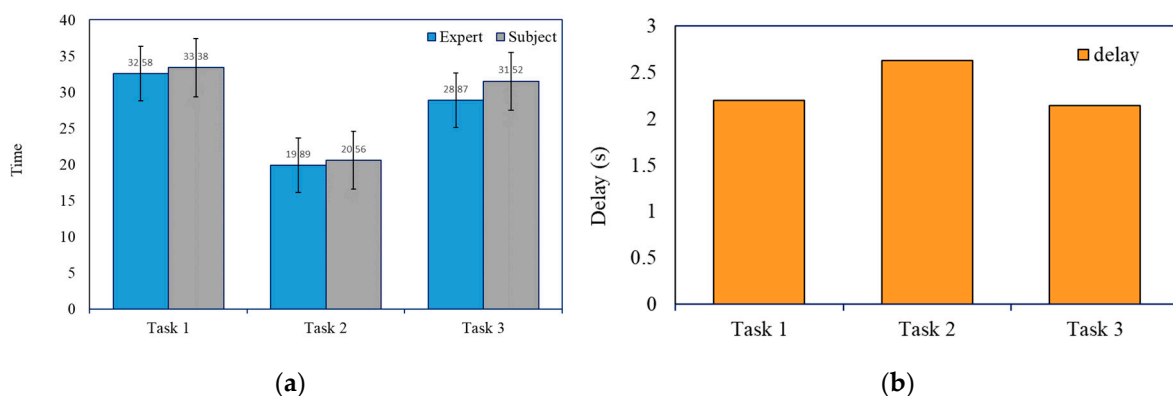 40
35
30
25
20
15
10
5
0
Time
Expert Subject
32.58
33.38
19.89
20.56
28.87
31.52
Task 1 Task 2 Task 3
(a)
3
2.5
2
1.5
1
0.5
0
Delay (s)
delay
Task 1 Task 2 Task 3
(b)